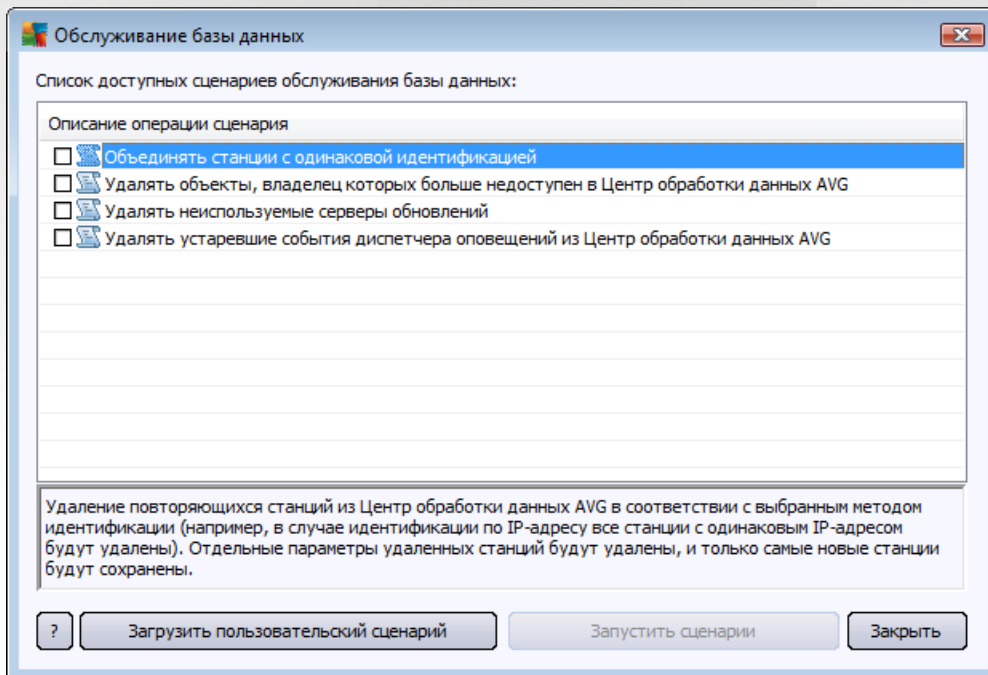 Обслуживание базы данных
Список доступных сценариев обслуживания базы данных:
Описание операции сценария
Объединять станции с одинаковой идентификацией
Удалять объекты, владелец которых больше недоступен в Центр обработки данных AVG
Удалять неиспользуемые серверы обновлений
Удалять устаревшие события диспетчера оповещений из Центр обработки данных AVG
Удаление повторяющихся станций из Центр обработки данных AVG в соответствии с выбранным методом
идентификации (например, в случае идентификации по IP-адресу все станции с одинаковым IP-адресом
будут удалены). Отдельные параметры удаленных станций будут удалены, и только самые новые станции
будут сохранены.
? Загрузить пользовательский сценарий Запустить сценарии Закрыть